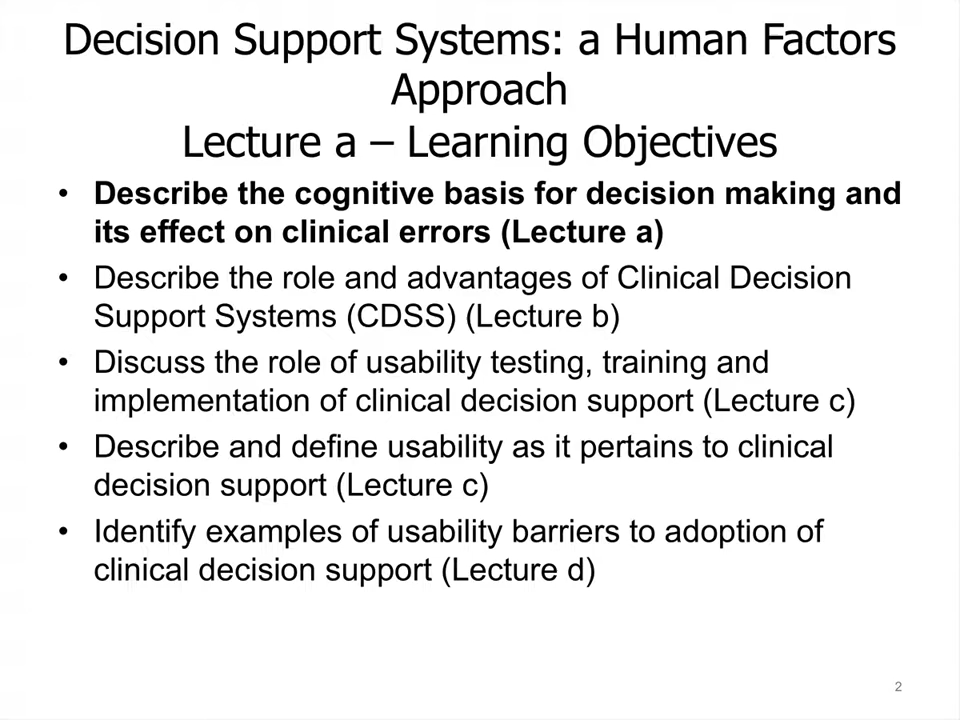 Decision Support Systems: a Human Factors
Approach
Lecture a – Learning Objectives
• Describe the cognitive basis for decision making and
its effect on clinical errors (Lecture a)
• Describe the role and advantages of Clinical Decision
Support Systems (CDSS) (Lecture b)
• Discuss the role of usability testing, training and
implementation of clinical decision support (Lecture c)
• Describe and define usability as it pertains to clinical
decision support (Lecture c)
• Identify examples of usability barriers to adoption of
clinical decision support (Lecture d)
2